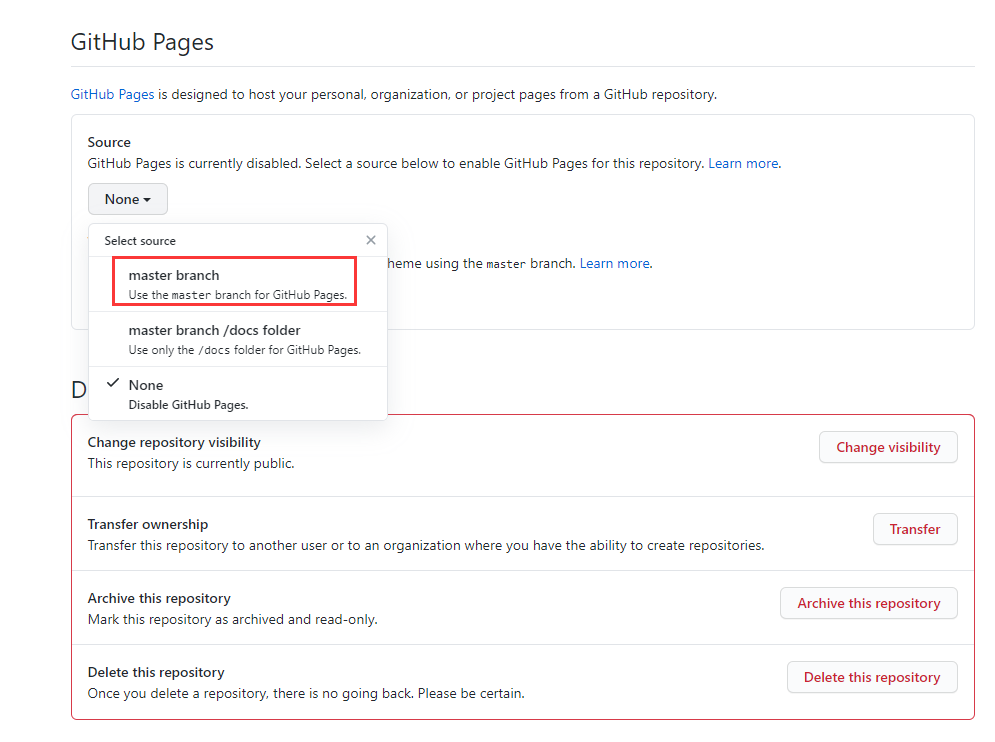 GitHub Pages
GitHub Pages is designed to host your personal, organization, or project pages from a GitHub repository.
Source
GitHub Pages is currently disabled. Select a source below to enable GitHub Pages for this repository. Learn more.
None
Select source
heme using the master branch. Learn more.
master branch
Use the master branch for GitHub Pages.
master branch /docs folder
Use only the /docs folder for GitHub Pages.
None
Disable GitHub Pages.
D
Change repository visibility
This repository is currently public.
Change visibility
Transfer ownership
Transfer this repository to another user or to an organization where you have the ability to create repositories.
Transfer
Archive this repository
Mark this repository as archived and read-only.
Archive this repository
Delete this repository
Once you delete a repository, there is no going back. Please be certain.
Delete this repository